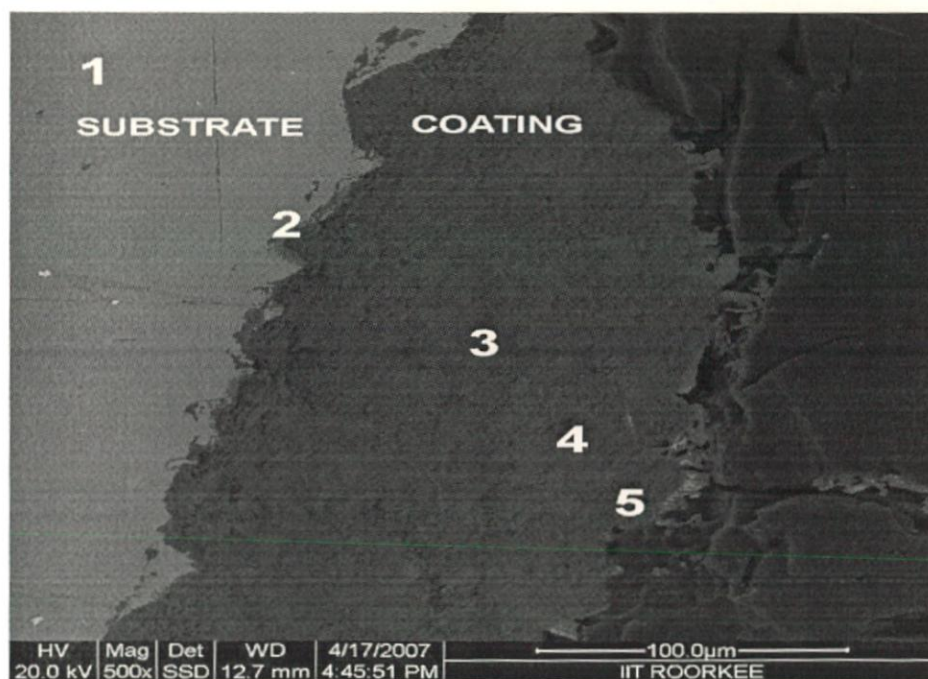 1
SUBSTRATE COATING
2
3
4
5
HV Mag Det WD 4/17/2007 100.0µm
20.0 kV 500x SSD 12.7 mm 4:45:51 PM IIT ROORKEE